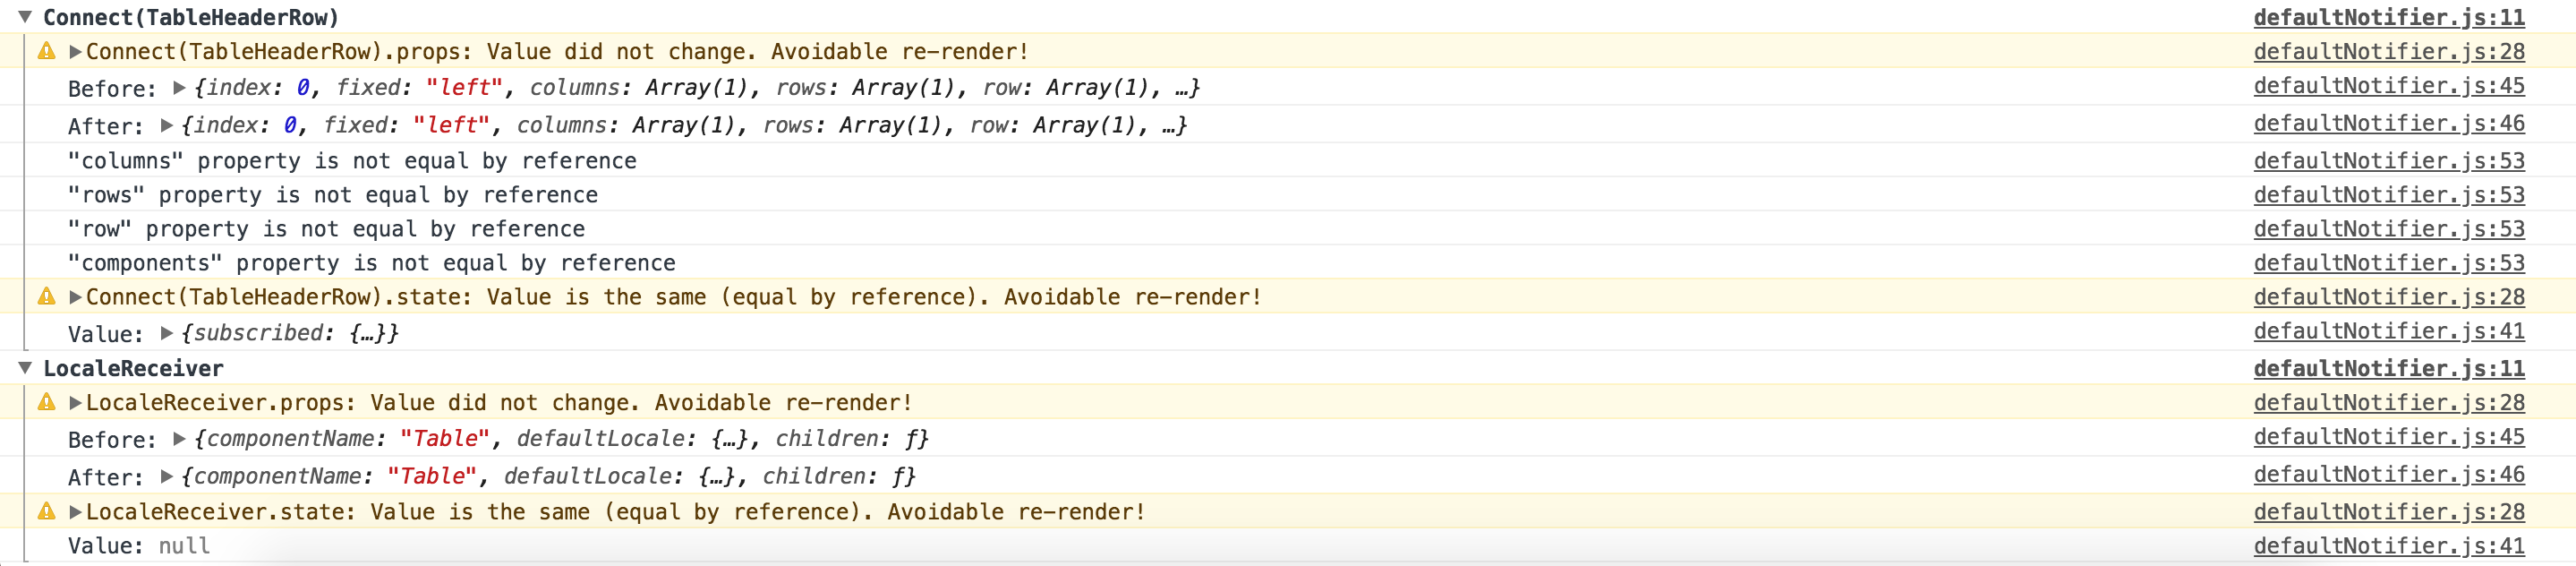 ▼ Connect(TableHeaderRow) defaultNotifier.js:11
▶Connect(TableHeaderRow).props: Value did not change. Avoidable re-render! defaultNotifier.js:28
Before: ▶{index: 0, fixed: "left", columns: Array(1), rows: Array(1), row: Array(1), …} defaultNotifier.js:45
After: ▶{index: 0, fixed: "left", columns: Array(1), rows: Array(1), row: Array(1), …} defaultNotifier.js:46
"columns" property is not equal by reference defaultNotifier.js:53
"rows" property is not equal by reference defaultNotifier.js:53
"row" property is not equal by reference defaultNotifier.js:53
"components" property is not equal by reference defaultNotifier.js:53
▶Connect(TableHeaderRow).state: Value is the same (equal by reference). Avoidable re-render! defaultNotifier.js:28
Value: ▶{subscribed: {…}} defaultNotifier.js:41
▼ LocaleReceiver defaultNotifier.js:11
▶LocaleReceiver.props: Value did not change. Avoidable re-render! defaultNotifier.js:28
Before: ▶{componentName: "Table", defaultLocale: {…}, children: ƒ} defaultNotifier.js:45
After: ▶{componentName: "Table", defaultLocale: {…}, children: ƒ} defaultNotifier.js:46
▶LocaleReceiver.state: Value is the same (equal by reference). Avoidable re-render! defaultNotifier.js:28
Value: null defaultNotifier.js:41